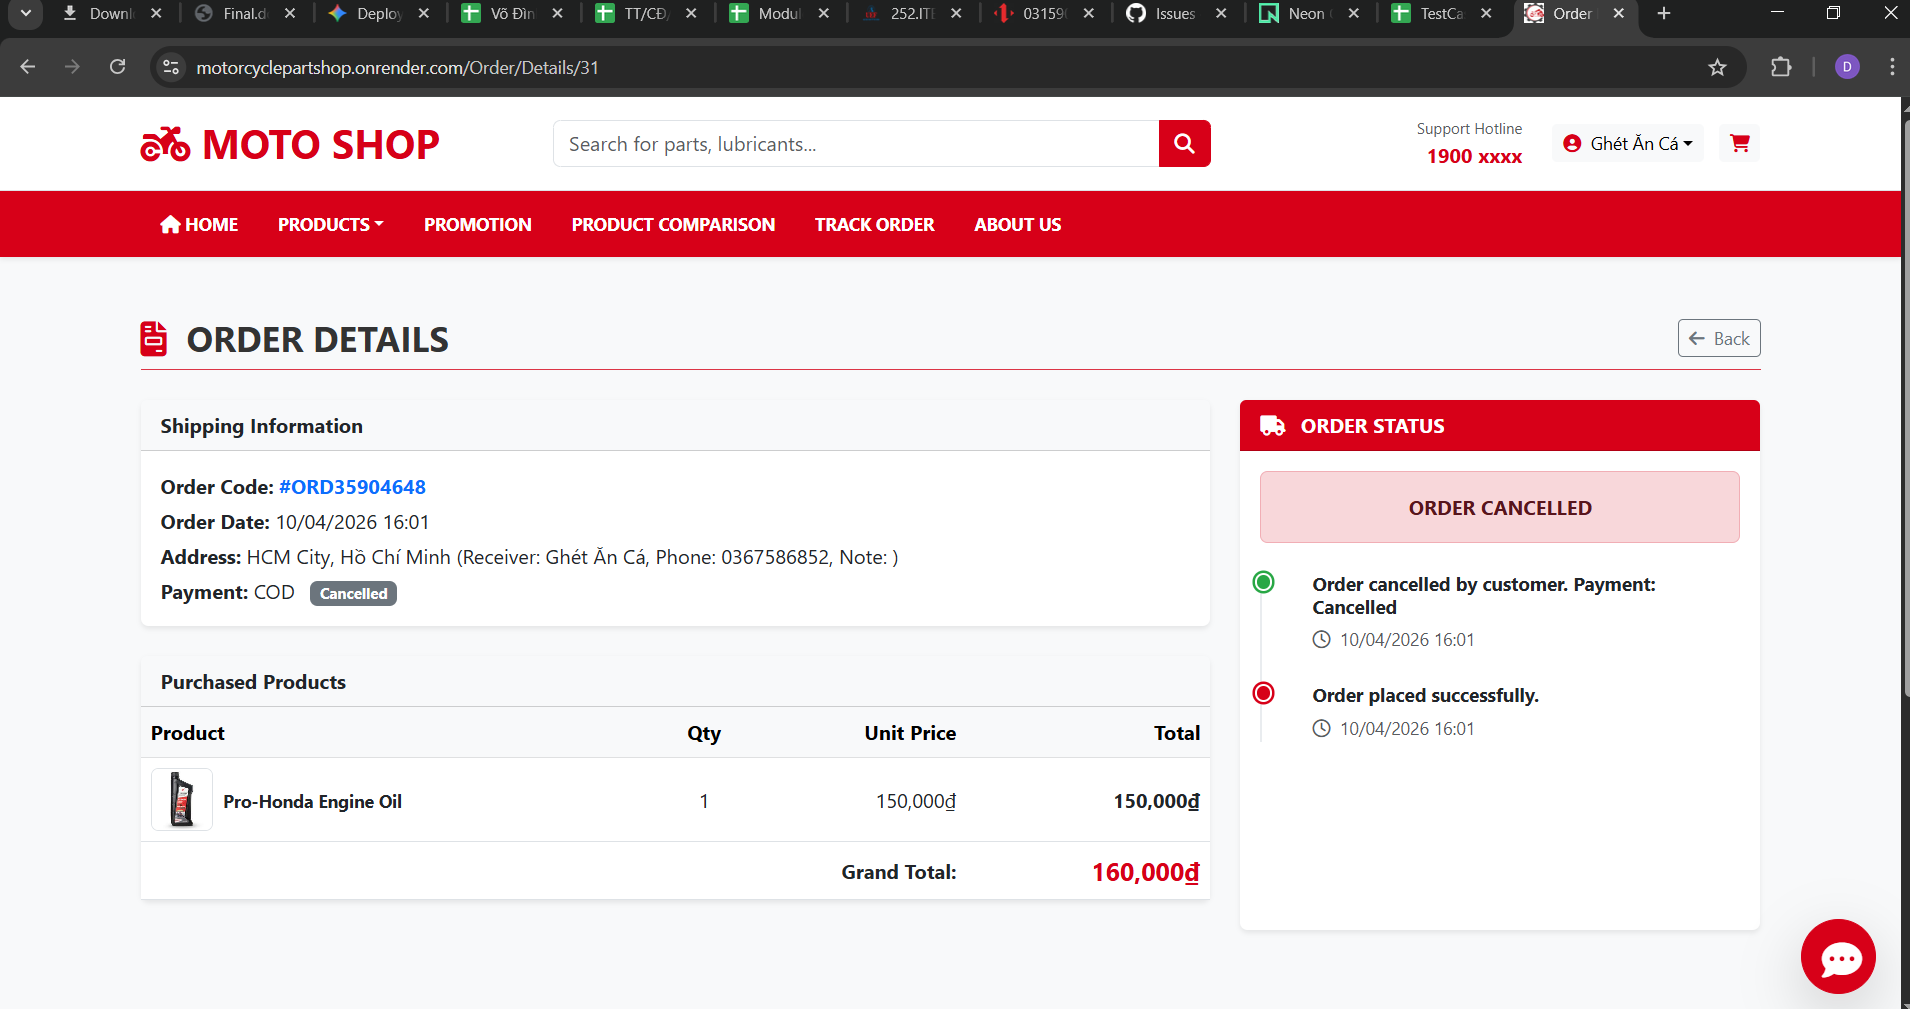 Downl
Final.d
Deploy
Võ Đìn
TT/CĐ
Modul
252.ITE
03159
Issues
Neon
TestCa
Order
motorcyclepartshop.onrender.com/Order/Details/31
D
MOTO SHOP
Search for parts, lubricants...
Support Hotline
1900 xxxx
Ghét Ăn Cá
HOME
PRODUCTS
PROMOTION
PRODUCT COMPARISON
TRACK ORDER
ABOUT US
ORDER DETAILS
Back
Shipping Information
Order Code: #ORD35904648
Order Date: 10/04/2026 16:01
Address: HCM City, Hồ Chí Minh (Receiver: Ghét Ăn Cá, Phone: 0367586852, Note: )
Payment: COD Cancelled
Purchased Products
Product Qty Unit Price Total
Pro-Honda Engine Oil 1 150,000₫ 150,000₫
Grand Total: 160,000₫
ORDER STATUS
ORDER CANCELLED
Order cancelled by customer. Payment:
Cancelled
10/04/2026 16:01
Order placed successfully.
10/04/2026 16:01